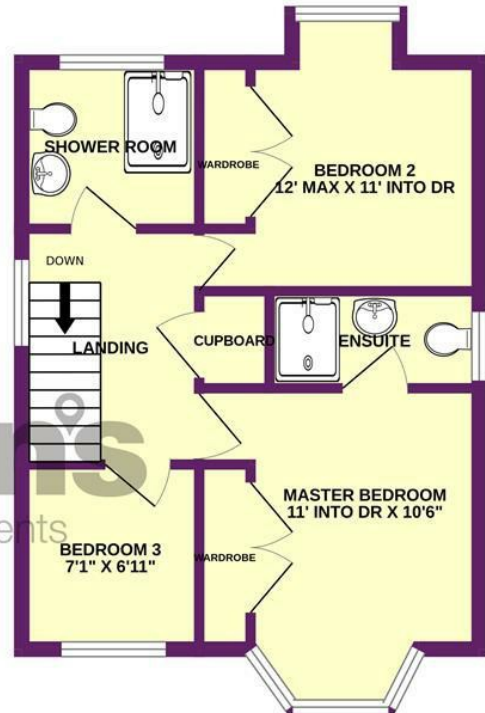 SHOWER ROOM
WARDROBE
BEDROOM 2
12' MAX X 11' INTO DR
DOWN
LANDING
CUPBOARD
ENSUITE
MASTER BEDROOM
11' INTO DR X 10'6"
BEDROOM 3
7'1" X 6'11"
WARDROBE